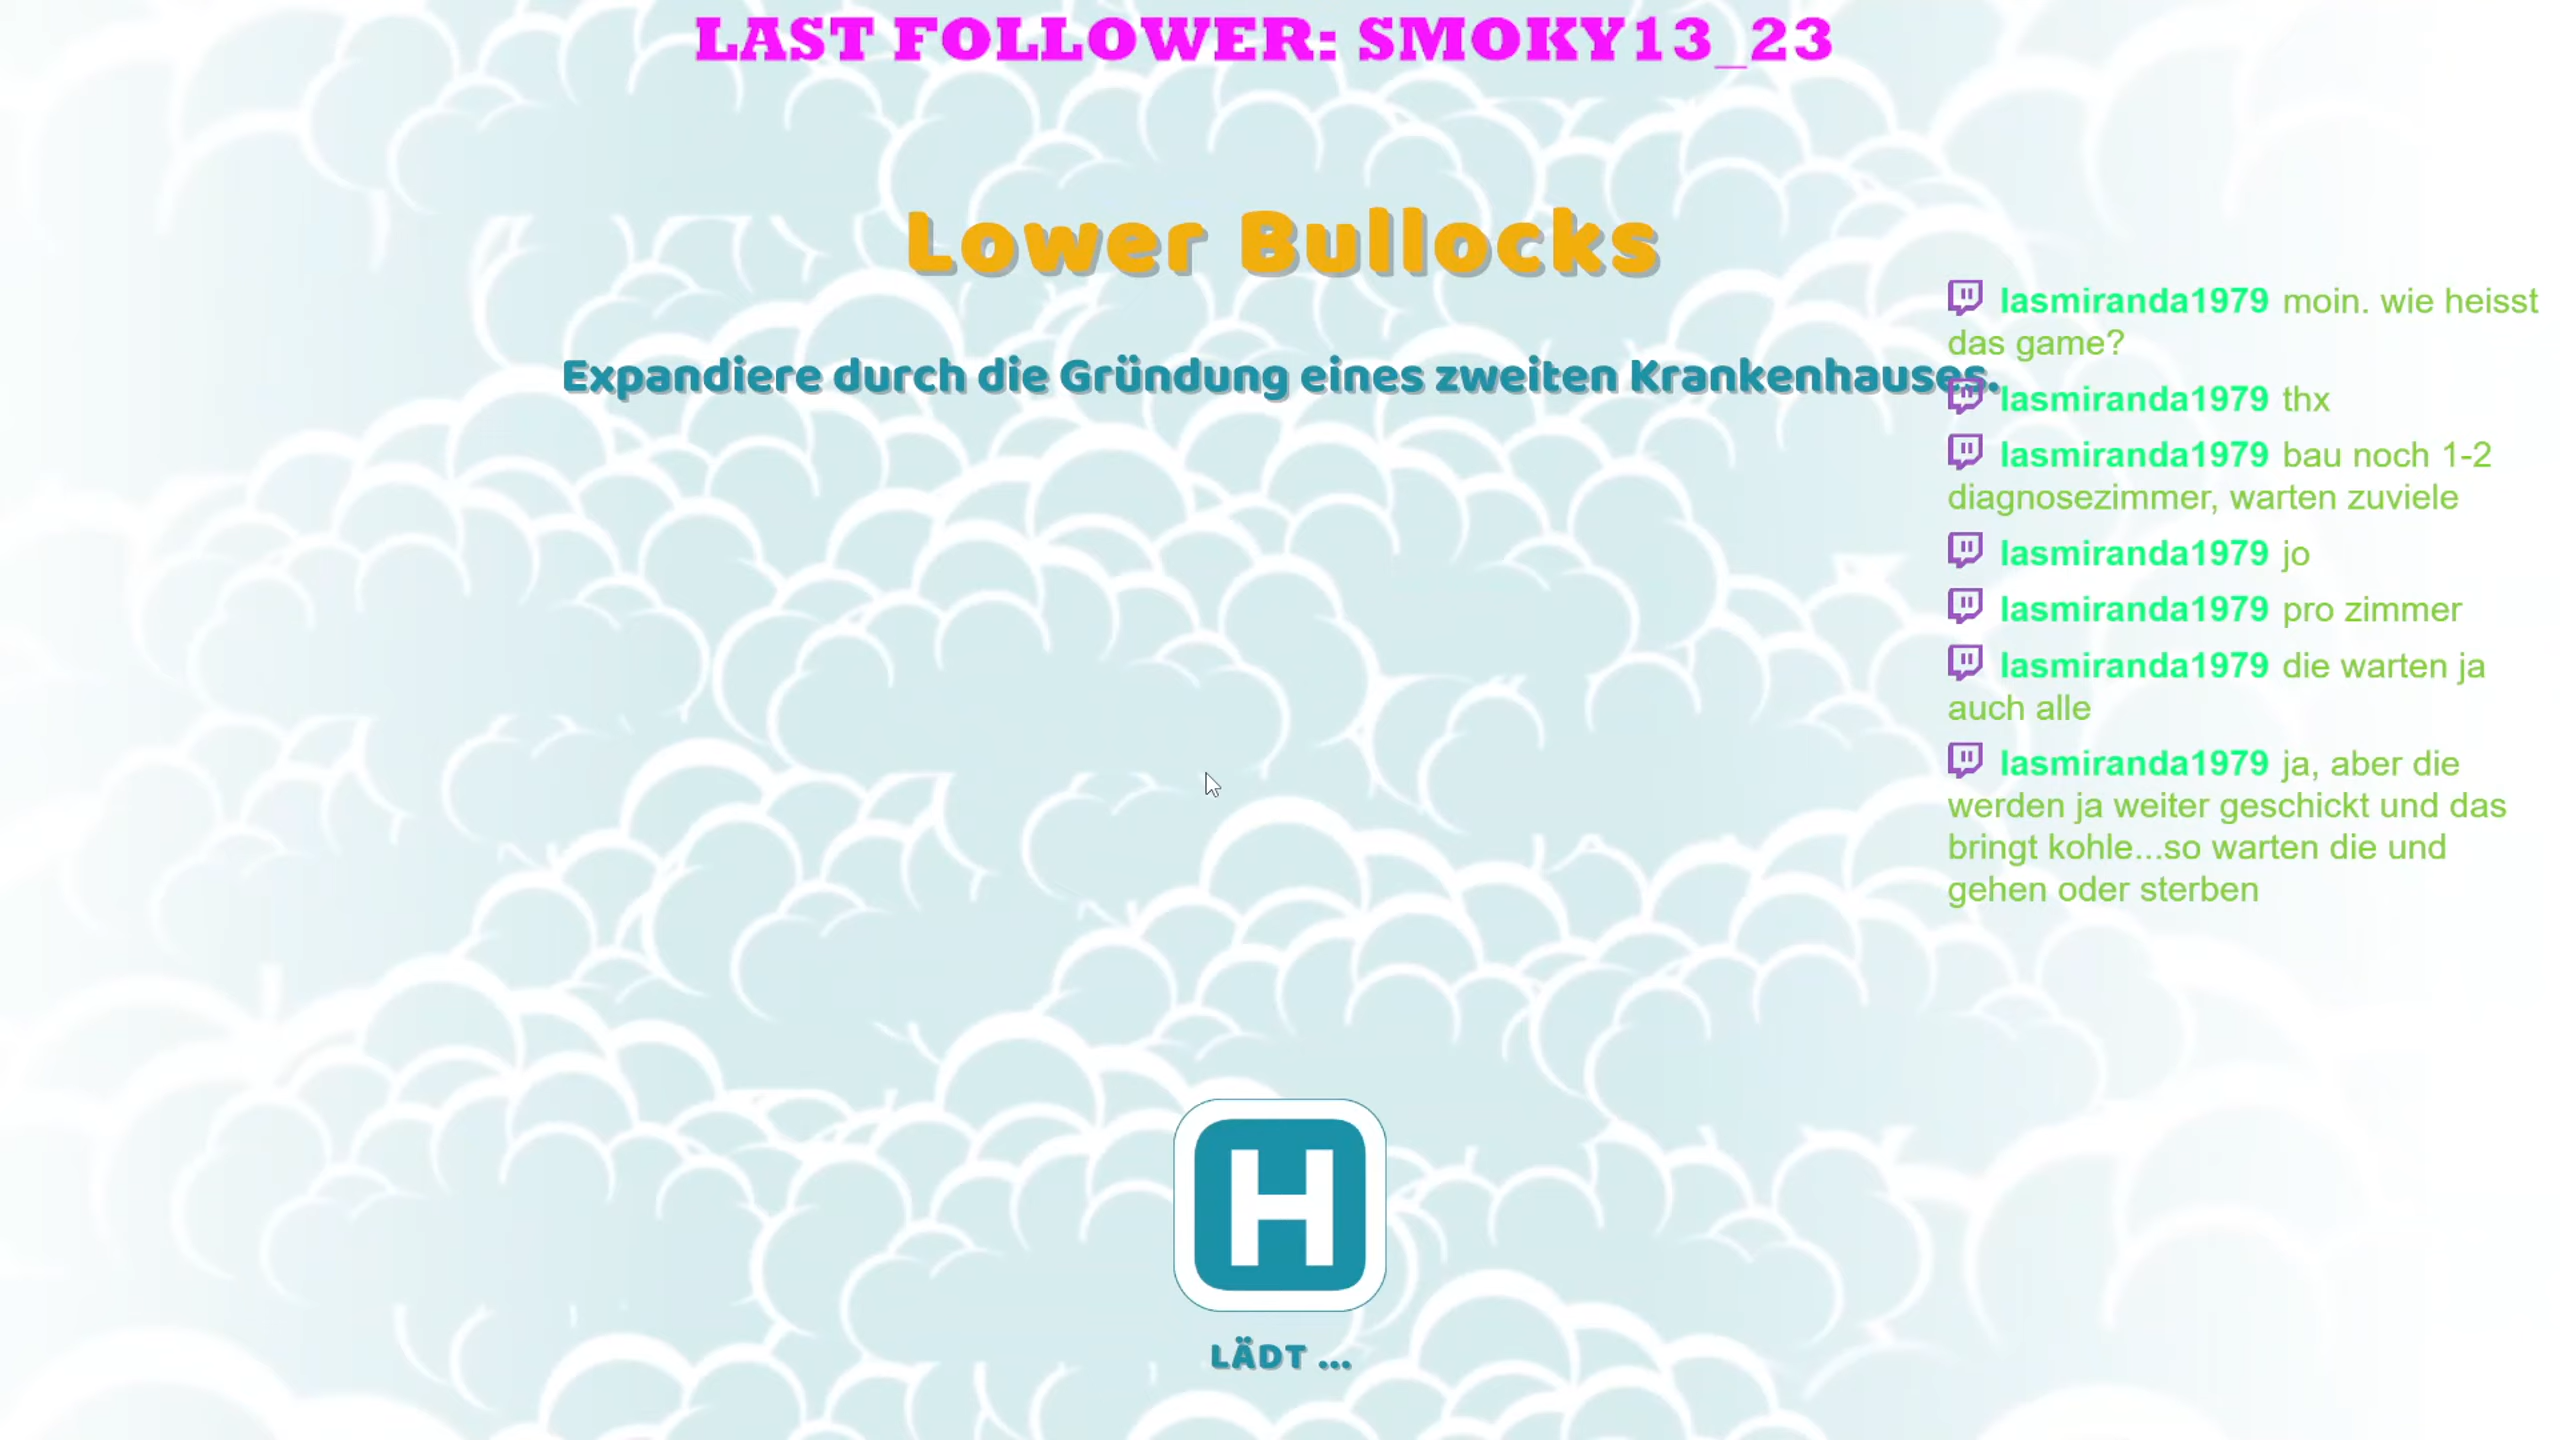 LAST FOLLOWER: SMOKY13_23
Lower Bullocks
Expandiere durch die Gründung eines zweiten Krankenhauses.
lasmiranda1979 moin. wie heisst
das game?
lasmiranda1979 thx
lasmiranda1979 bau noch 1-2
diagnosezimmer, warten zuviele
lasmiranda1979 jo
lasmiranda1979 pro zimmer
lasmiranda1979 die warten ja
auch alle
lasmiranda1979 ja, aber die
werden ja weiter geschickt und das
bringt kohle...so warten die und
gehen oder sterben
H
LÄDT ...